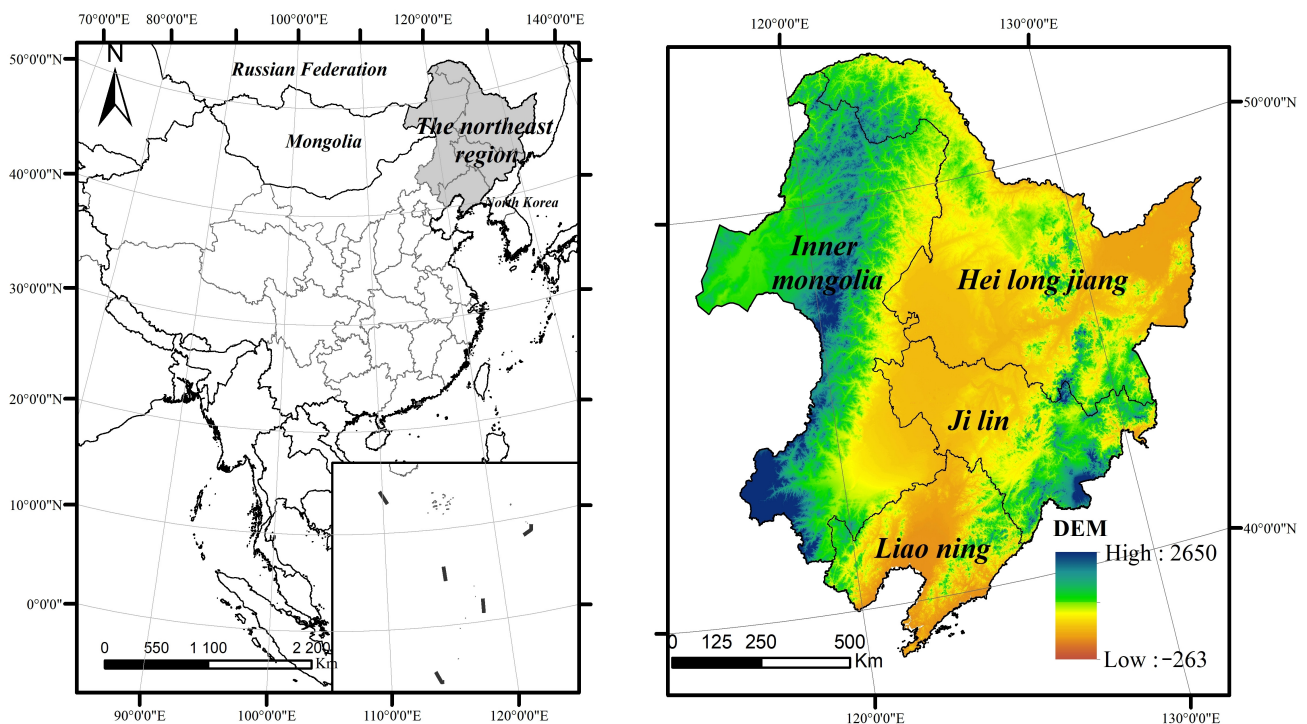 70°0'0"E 80°0'0"E 100°0'0"E 120°0'0"E 140°0'0"E
50°0'0"N
N
Russian Federation
Mongolia
The northeast
region
40°0'0"N
North Korea
30°0'0"N
20°0'0"N
10°0'0"N
0°0'0"
0 550 1 100 2 200
Km
90°0'0"E 100°0'0"E 110°0'0"E 120°0'0"E
120°0'0"E 130°0'0"E
50°0'0"N
Inner
mongolia
Hei long jiang
Ji lin
Liao ning
40°0'0"N
DEM
High : 2650
Low : -263
0 125 250 500
Km
120°0'0"E 130°0'0"E